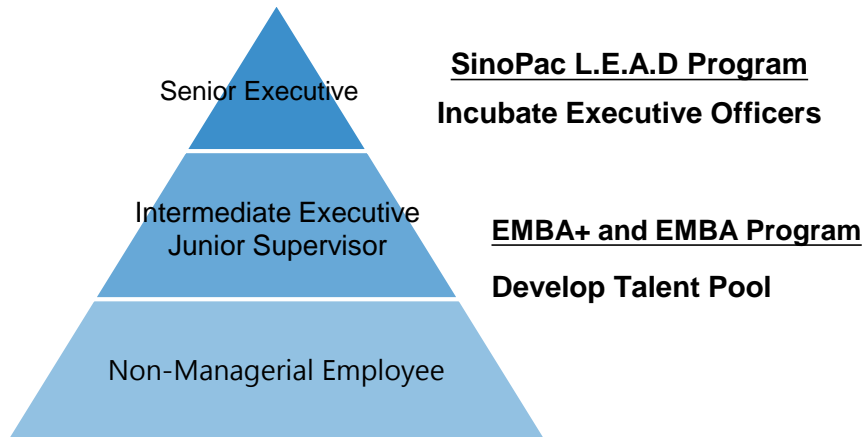 Senior Executive
SinoPac L.E.A.D Program
Incubate Executive Officers
Intermediate Executive
Junior Supervisor
EMBA+ and EMBA Program
Develop Talent Pool
Non-Managerial Employee